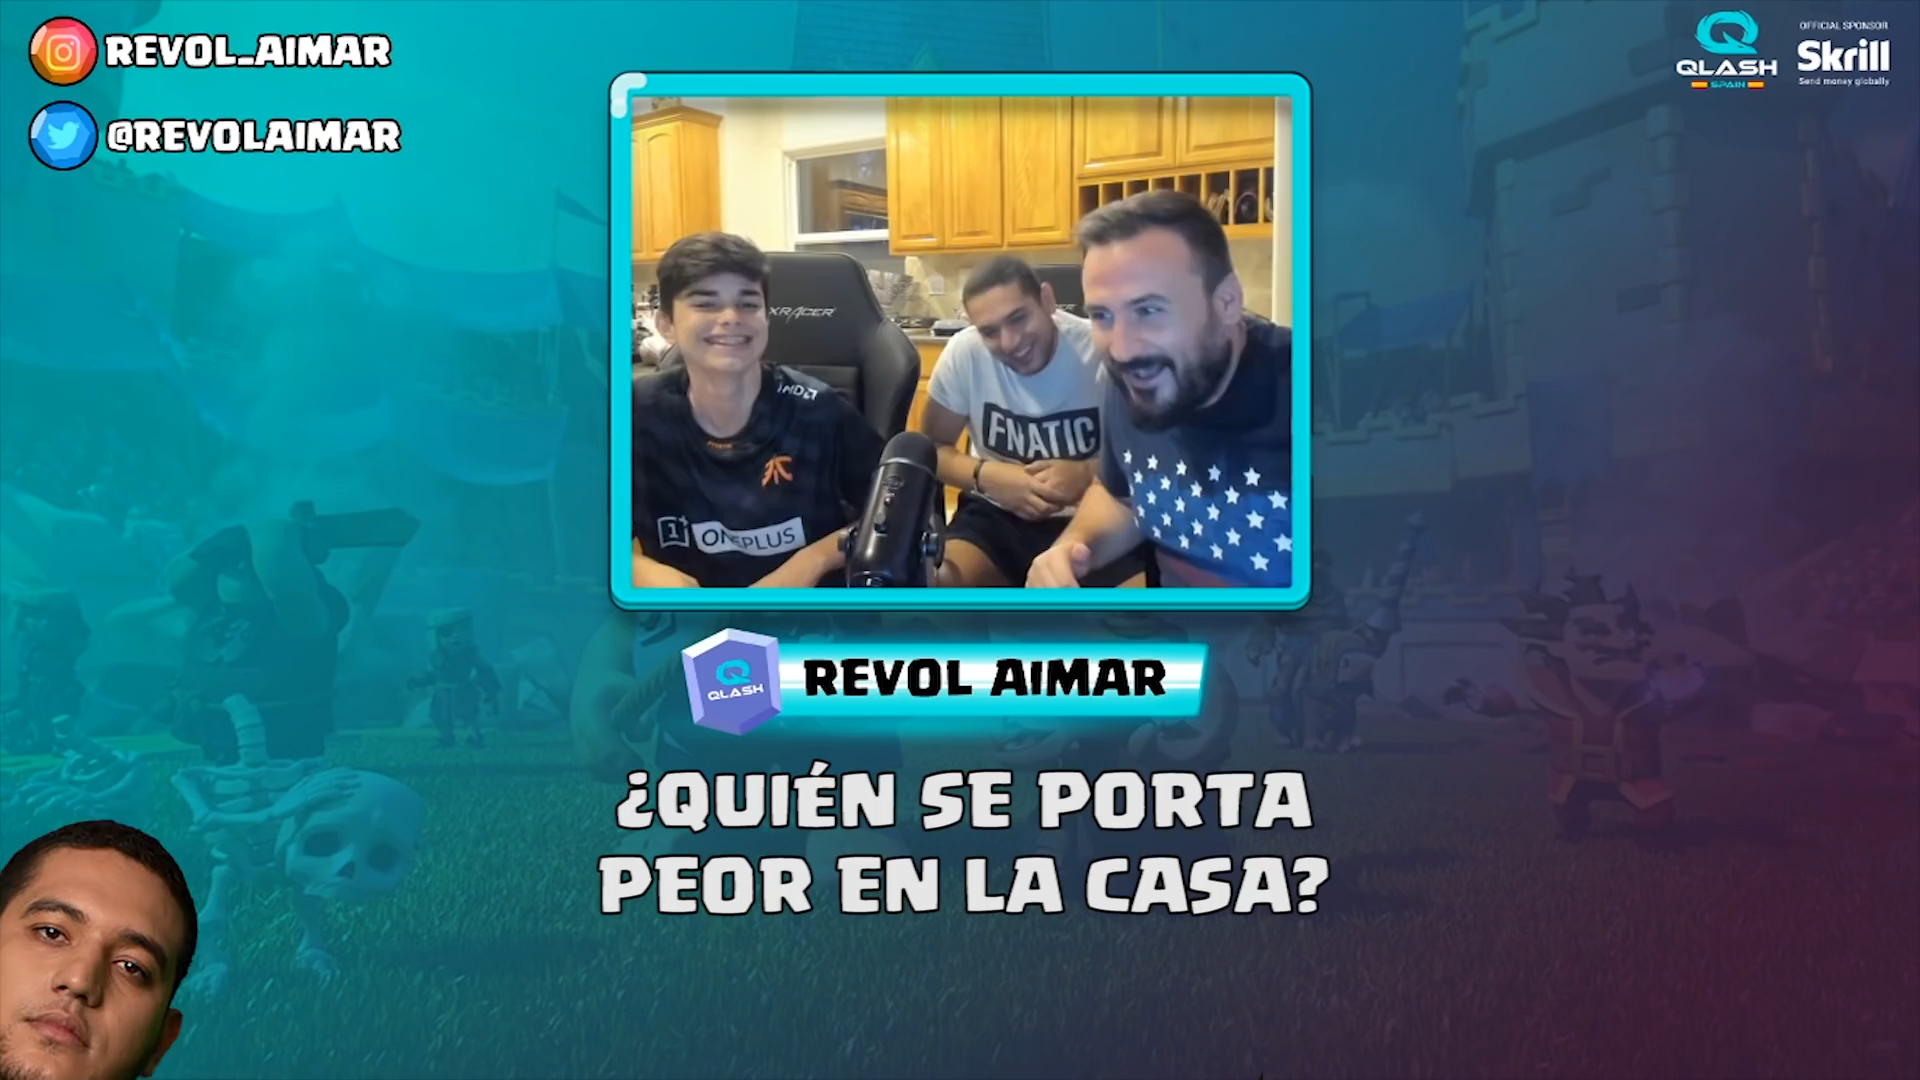 REVOL_AIMAR
@REVOLAIMAR
QLASH
SPAIN
OFFICIAL SPONSOR
Skrill
Send money globally
XRACER
AMD
FNATIC
ONEPLUS
QLASH
REVOL AIMAR
¿QUIÉN SE PORTA
PEOR EN LA CASA?